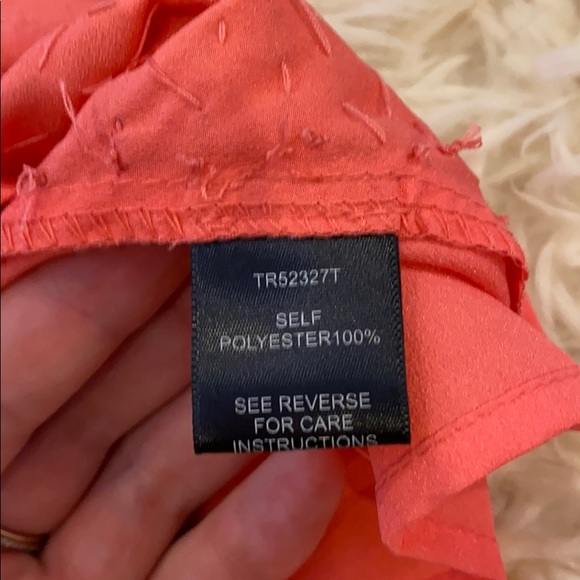 TR52327T
SELF
POLYESTER100%
SEE REVERSE
FOR CARE
INSTRUCTIONS